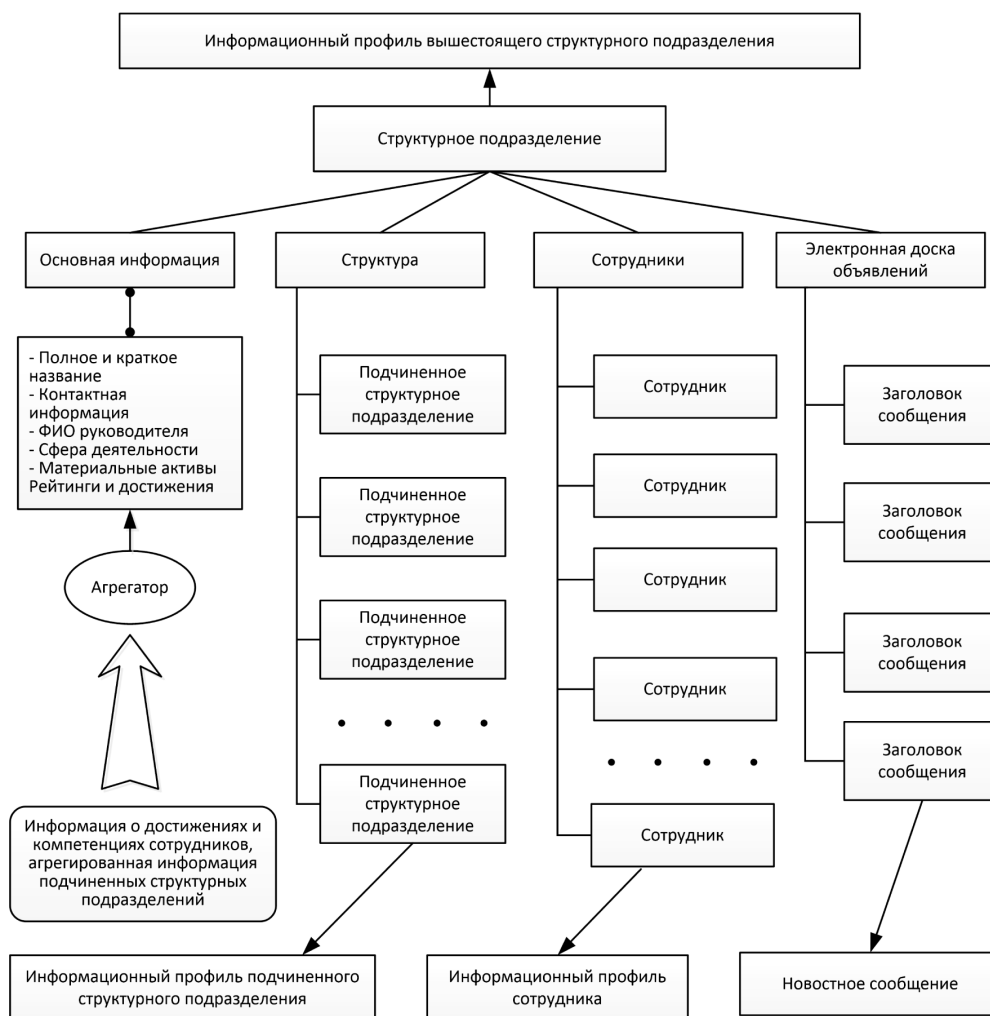 Информационный профиль вышестоящего структурного подразделения
Структурное подразделение
Основная информация
Структура
Сотрудники
Электронная доска
объявлений
- Полное и краткое
название
- Контактная
информация
- ФИО руководителя
- Сфера деятельности
- Материальные активы
Рейтинги и достижения
Агрегатор
Информация о достижениях и
компетенциях сотрудников,
агрегированная информация
подчиненных структурных
подразделений
Подчиненное
структурное
подразделение
Подчиненное
структурное
подразделение
Подчиненное
структурное
подразделение
Подчиненное
структурное
подразделение
Сотрудник
Сотрудник
Сотрудник
Сотрудник
Сотрудник
Заголовок
сообщения
Заголовок
сообщения
Заголовок
сообщения
Заголовок
сообщения
Информационный профиль подчиненного
структурного подразделения
Информационный профиль
сотрудника
Новостное сообщение